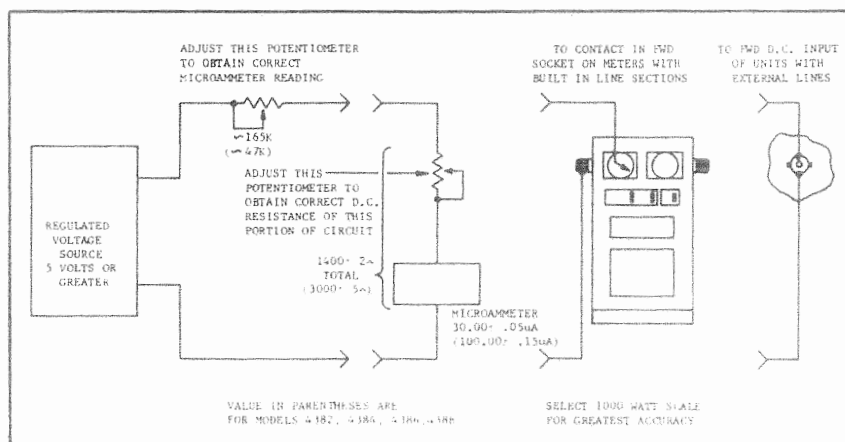 ADJUST THIS POTENTIOMETER
TO OBTAIN CORRECT
MICROAMMETER READING
~165K
(~47K)
REGULATED
VOLTAGE
SOURCE
5 VOLTS OR
GREATER
ADJUST THIS
POTENTIOMETER TO
OBTAIN CORRECT D.C.
RESISTANCE OF THIS
PORTION OF CIRCUIT
1400- 2~
TOTAL
(3000- 5~)
MICROAMMETER
30.00- .05uA
(100.00- .15uA)
VALUE IN PARENTHESES ARE
FOR MODELS 4382, 4384,
TO CONTACT IN FWD
SOCKET ON METERS WITH
BUILT IN LINE SECTIONS
SELECT 1000 WATT SCALE
FOR GREATEST ACCURACY
TO FWD D.C. INPUT
OF UNITS WITH
EXTERNAL LINES